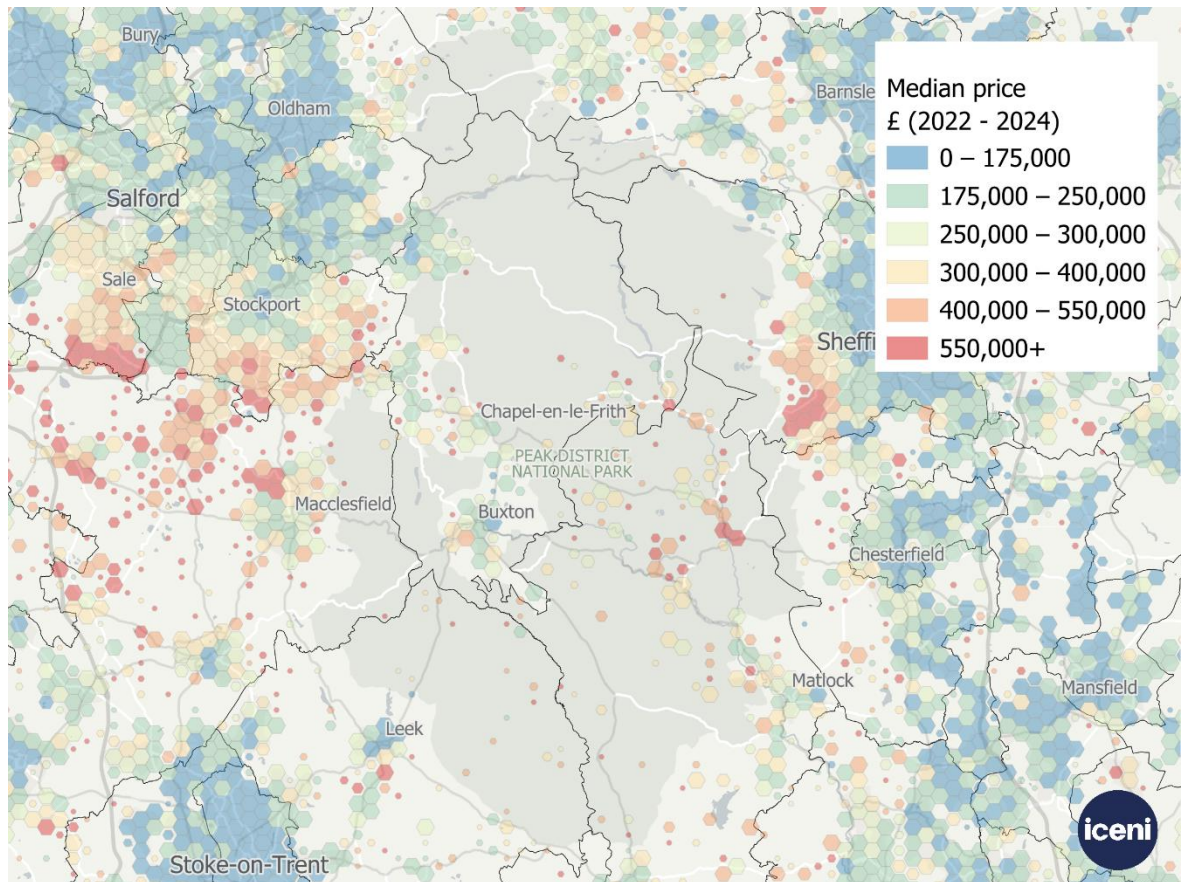 Bury
Oldham
Salford
Sale
Stockport
Barnsle
Median price
£ (2022 - 2024)
0 – 175,000
175,000 – 250,000
250,000 – 300,000
300,000 – 400,000
400,000 – 550,000
550,000+
Sheffi
Chapel-en-le-Frith
PEAK DISTRICT
NATIONAL PARK
Macclesfield
Buxton
Chesterfield
Matlock
Mansfield
Leek
Stoke-on-Trent
iceni